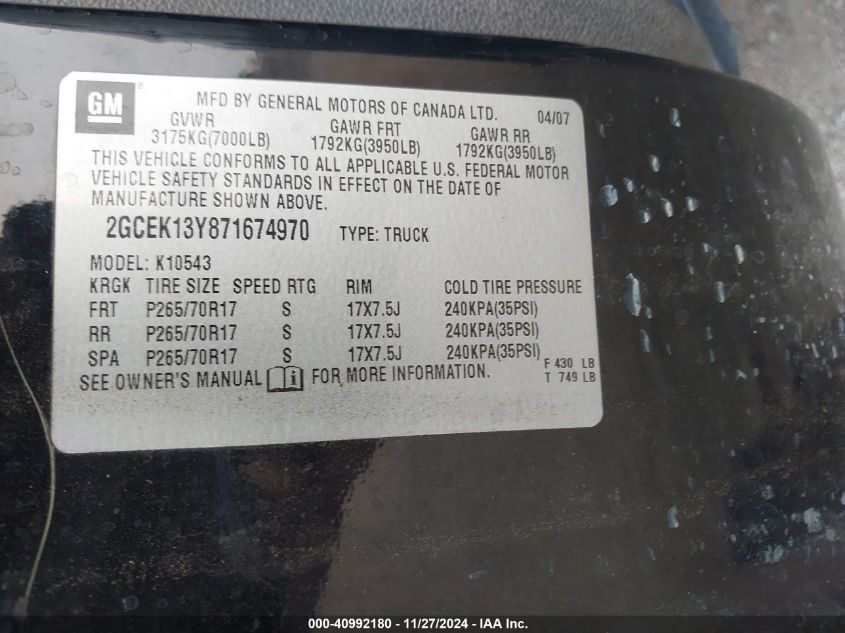 GM
MFD BY GENERAL MOTORS OF CANADA LTD. 04/07
GVWR GAWR FRT GAWR RR
3175KG(7000LB) 1792KG(3950LB) 1792KG(3950LB)
THIS VEHICLE CONFORMS TO ALL APPLICABLE U.S. FEDERAL MOTOR
VEHICLE SAFETY STANDARDS IN EFFECT ON THE DATE OF
MANUFACTURE SHOWN ABOVE.
2GCEK13Y871674970 TYPE: TRUCK
MODEL: K10543
KRGK TIRE SIZE SPEED RTG RIM COLD TIRE PRESSURE
FRT P265/70R17 S 17X7.5J 240KPA(35PSI)
RR P265/70R17 S 17X7.5J 240KPA(35PSI)
SPA P265/70R17 S 17X7.5J 240KPA(35PSI)
F 430 LB
SEE OWNER'S MANUAL i FOR MORE INFORMATION. T 749 LB
000-40992180 - 11/27/2024 - IAA Inc.